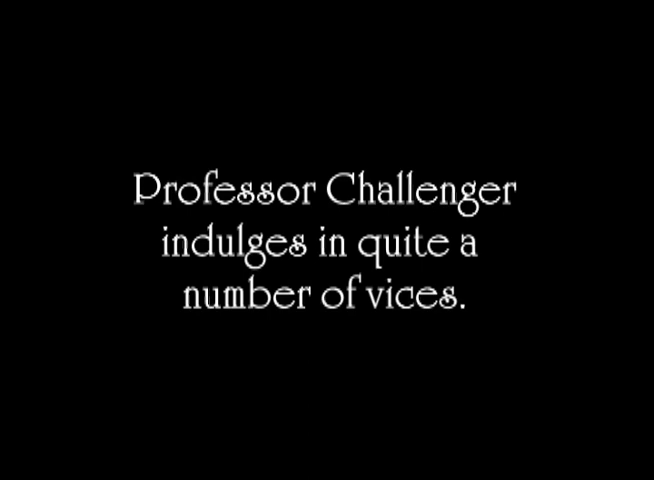 Professor Challenger
indulges in quite a
number of vices.